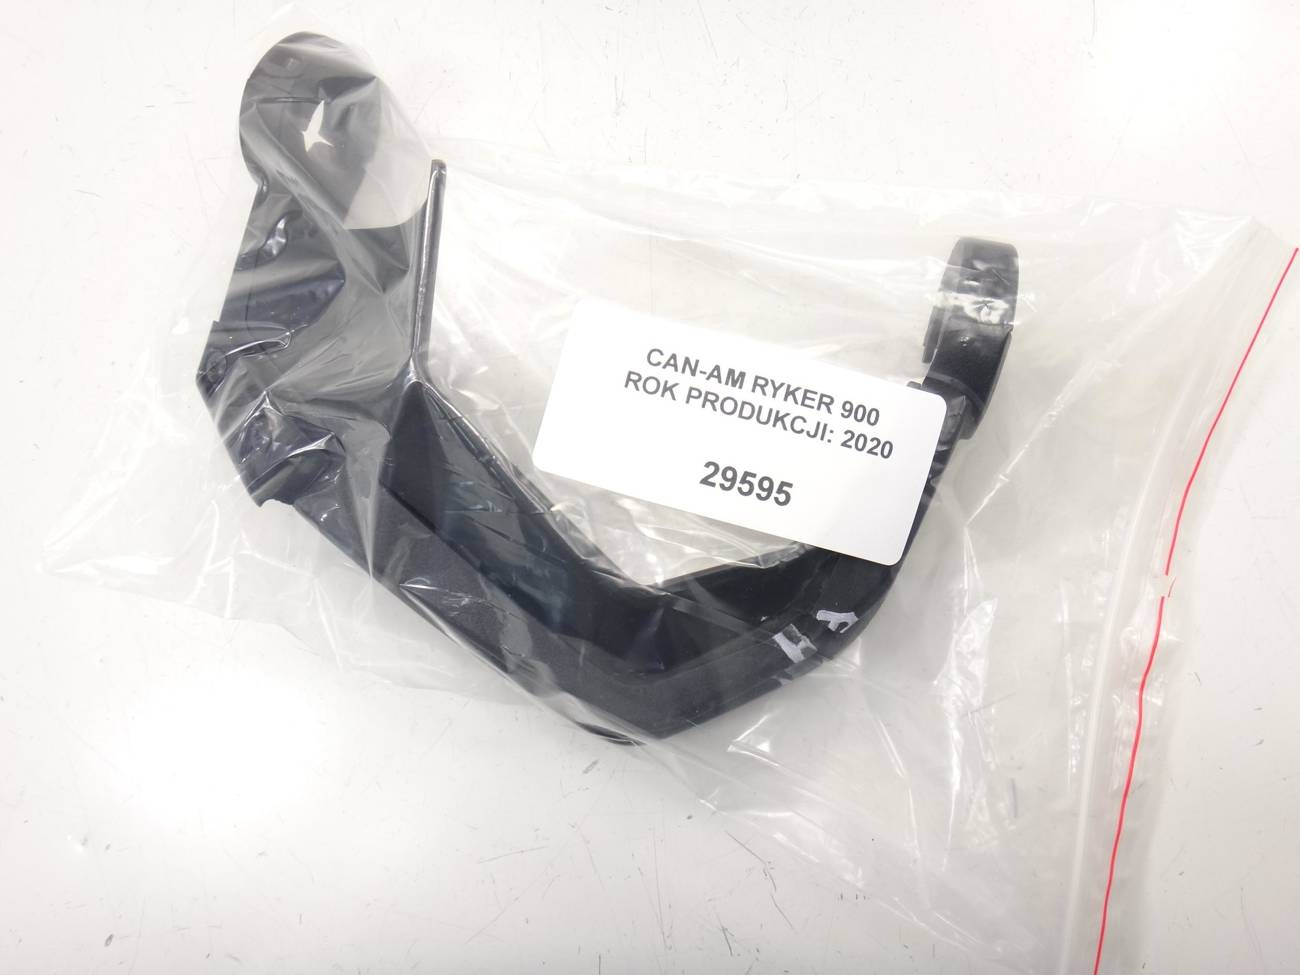 CAN-AM RYKER 900
ROK PRODUKCJI: 2020
29595